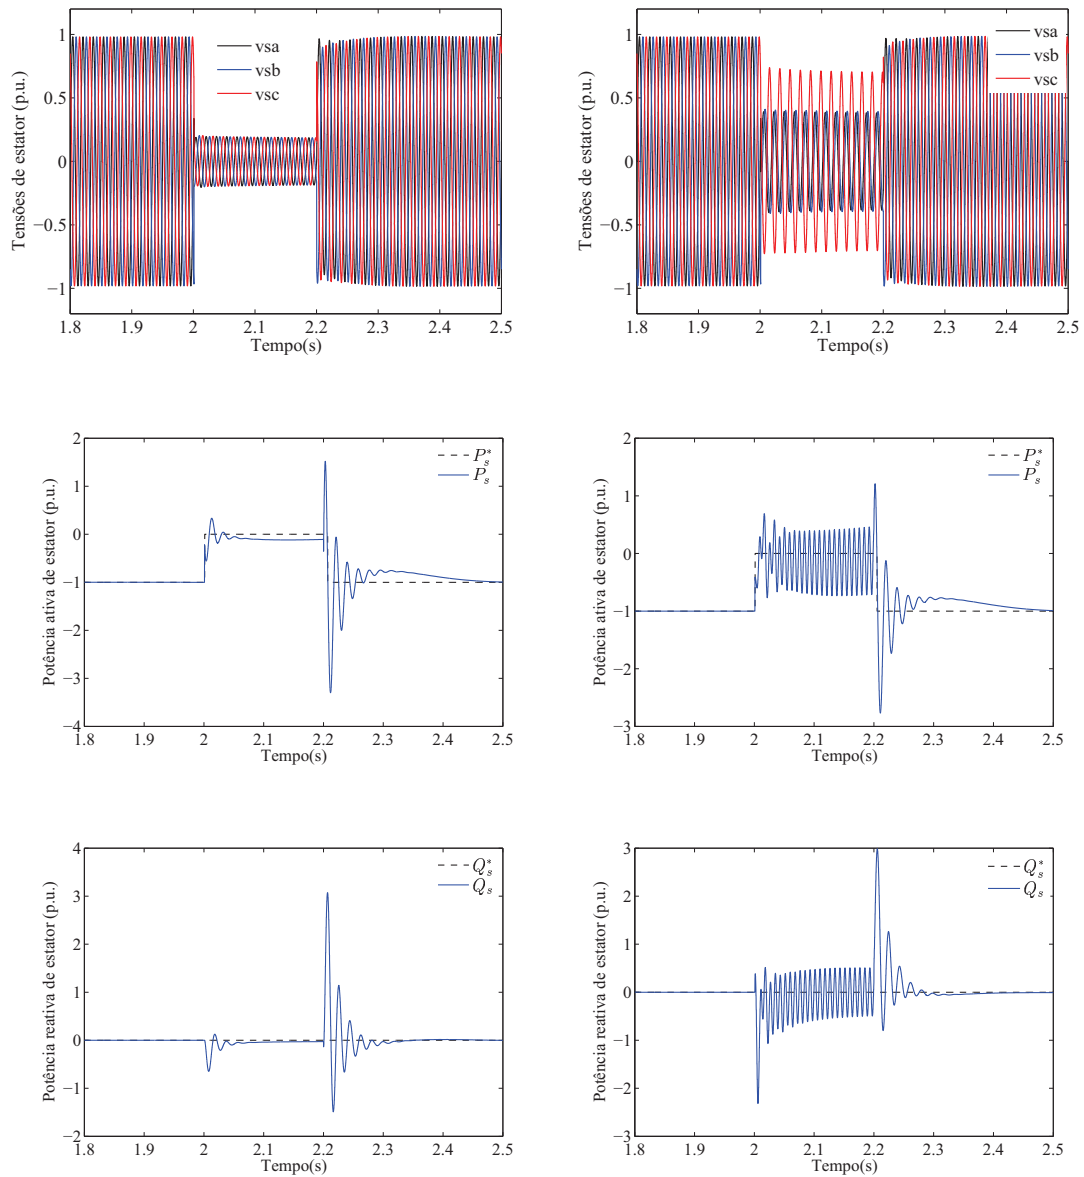 Tensões de estator (p.u.)
1
0.5
0
−0.5
−1
vsa
vsb
vsc
1.8 1.9 2 2.1 2.2 2.3 2.4 2.5
Tempo(s)
Tensões de estator (p.u.)
1
0.5
0
−0.5
−1
vsa
vsb
vsc
1.8 1.9 2 2.1 2.2 2.3 2.4 2.5
Tempo(s)
Potência ativa de estator (p.u.)
2
1
0
−1
−2
−3
−4
P_s^*
P_s
1.8 1.9 2 2.1 2.2 2.3 2.4 2.5
Tempo(s)
Potência ativa de estator (p.u.)
2
1
0
−1
−2
−3
P_s^*
P_s
1.8 1.9 2 2.1 2.2 2.3 2.4 2.5
Tempo(s)
Potência reativa de estator (p.u.)
4
3
2
1
0
−1
−2
Q_s^*
Q_s
1.8 1.9 2 2.1 2.2 2.3 2.4 2.5
Tempo(s)
Potência reativa de estator (p.u.)
3
2
1
0
−1
−2
−3
Q_s^*
Q_s
1.8 1.9 2 2.1 2.2 2.3 2.4 2.5
Tempo(s)